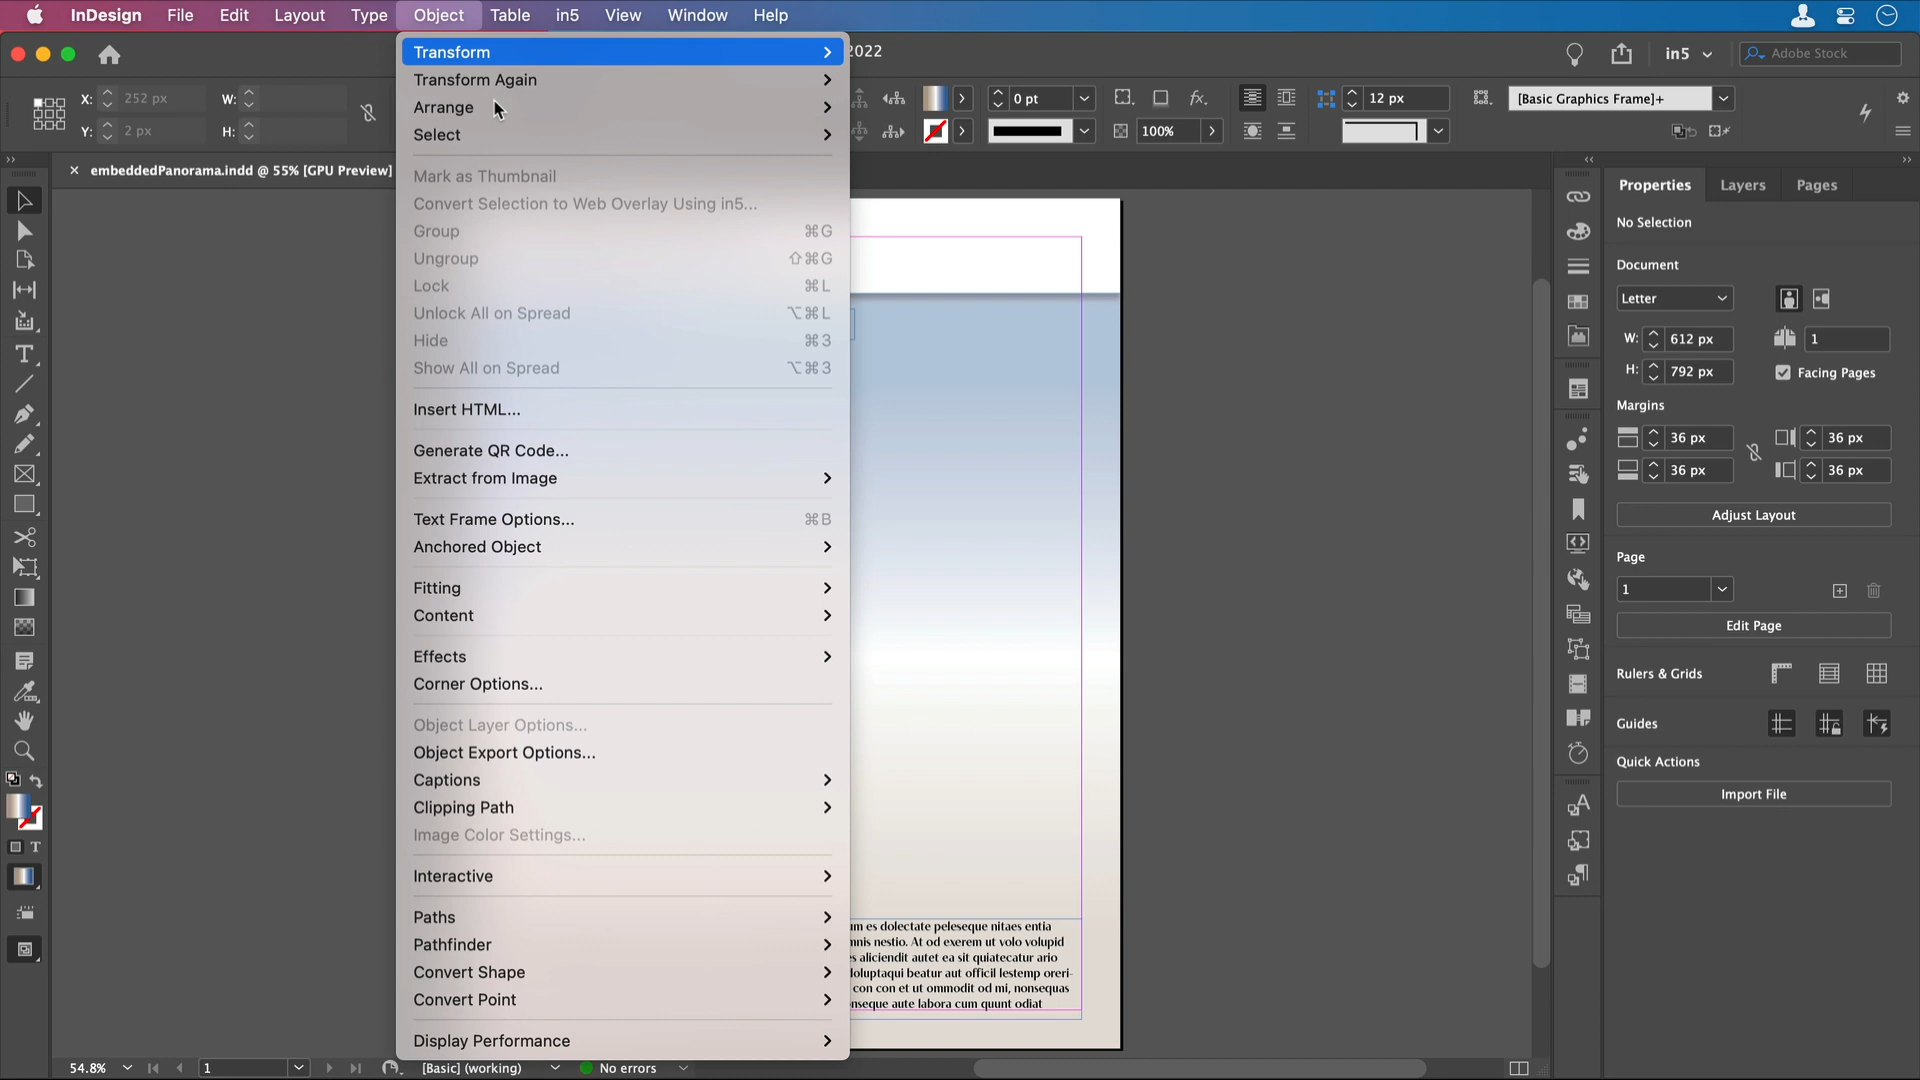 InDesign File Edit Layout Type Object Table in5 View Window Help
2022
in5
Adobe Stock
X: 252 px W:
Y: 2 px H:
0 pt
100%
12 px
[Basic Graphics Frame]+
× embeddedPanorama.indd @ 55% [GPU Preview]
Transform
Transform Again
Arrange
Select
Mark as Thumbnail
Convert Selection to Web Overlay Using in5...
Group ⌘G
Ungroup ⇧⌘G
Lock ⌘L
Unlock All on Spread ⌥⌘L
Hide ⌘3
Show All on Spread ⌥⌘3
Insert HTML...
Generate QR Code...
Extract from Image
Text Frame Options... ⌘B
Anchored Object
Fitting
Content
Effects
Corner Options...
Object Layer Options...
Object Export Options...
Captions
Clipping Path
Image Color Settings...
Interactive
Paths
Pathfinder
Convert Shape
Convert Point
Display Performance
um es dolectate peleseque nitaes entia
nnis nestio. At od exerem ut volo volupid
es aliciendit autet ea sit quiatecatur ario
loluptaqui beatur aut officil lestemp oreri-
con con et ut ommodit od mi, nonsequas
onseque aute labora cum quunt odiat
Properties Layers Pages
No Selection
Document
Letter
W: 612 px 1
H: 792 px Facing Pages
Margins
36 px 36 px
36 px 36 px
Adjust Layout
Page
1
Edit Page
Rulers & Grids
Guides
Quick Actions
Import File
54.8% 1 [Basic] (working) No errors